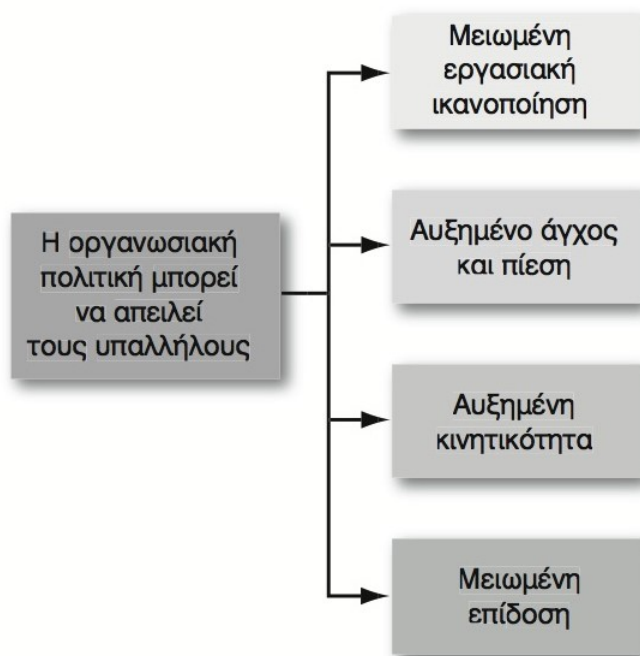 Μειωμένη
εργασιακή
ικανοποίηση
Η οργανωσιακή
πολιτική μπορεί
να απειλεί
τους υπαλλήλους
Αυξημένο άγχος
και πίεση
Αυξημένη
κινητικότητα
Μειωμένη
επίδοση